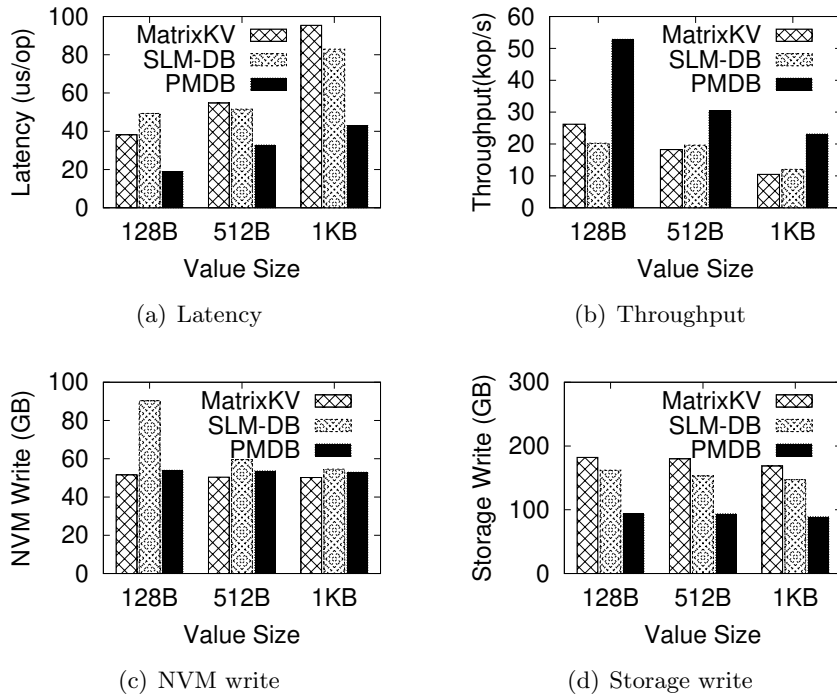 100
80
60
40
20
0
Latency (us/op)
MatrixKV
SLM-DB
PMDB
128B 512B 1KB
Value Size
(a) Latency
60
50
40
30
20
10
0
Throughput(kop/s)
MatrixKV
SLM-DB
PMDB
128B 512B 1KB
Value Size
(b) Throughput
100
80
60
40
20
0
NVM Write (GB)
MatrixKV
SLM-DB
PMDB
128B 512B 1KB
Value Size
(c) NVM write
300
200
100
0
Storage Write (GB)
MatrixKV
SLM-DB
PMDB
128B 512B 1KB
Value Size
(d) Storage write